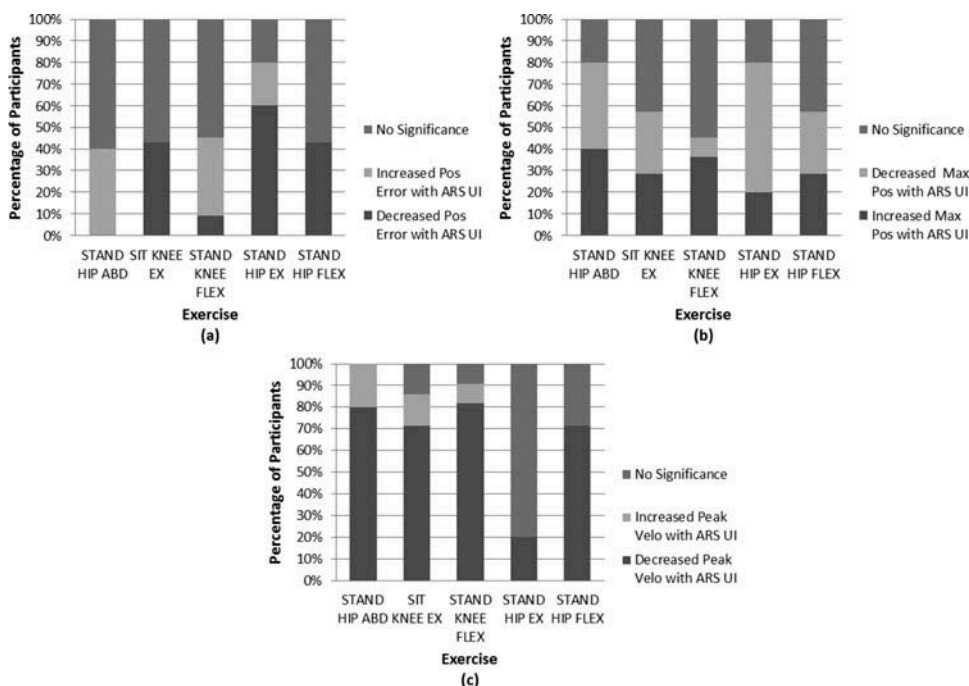 100%
90%
80%
70%
60%
50%
40%
30%
20%
10%
0%
Percentage of Participants
No Significance
Increased Pos
Error with ARS UI
Decreased Pos
Error with ARS UI
STAND HIP ABD
SIT KNEE EX
STAND KNEE FLEX
STAND HIP EX
STAND HIP FLEX
Exercise
(a)
100%
90%
80%
70%
60%
50%
40%
30%
20%
10%
0%
Percentage of Participants
No Significance
Decreased Max
Pos with ARS UI
Increased Max
Pos with ARS UI
STAND HIP ABD
SIT KNEE EX
STAND KNEE FLEX
STAND HIP EX
STAND HIP FLEX
Exercise
(b)
100%
90%
80%
70%
60%
50%
40%
30%
20%
10%
0%
Percentage of Participants
No Significance
Increased Peak
Velo with ARS UI
Decreased Peak
Velo with ARS UI
STAND HIP ABD
SIT KNEE EX
STAND KNEE FLEX
STAND HIP EX
STAND HIP FLEX
Exercise
(c)